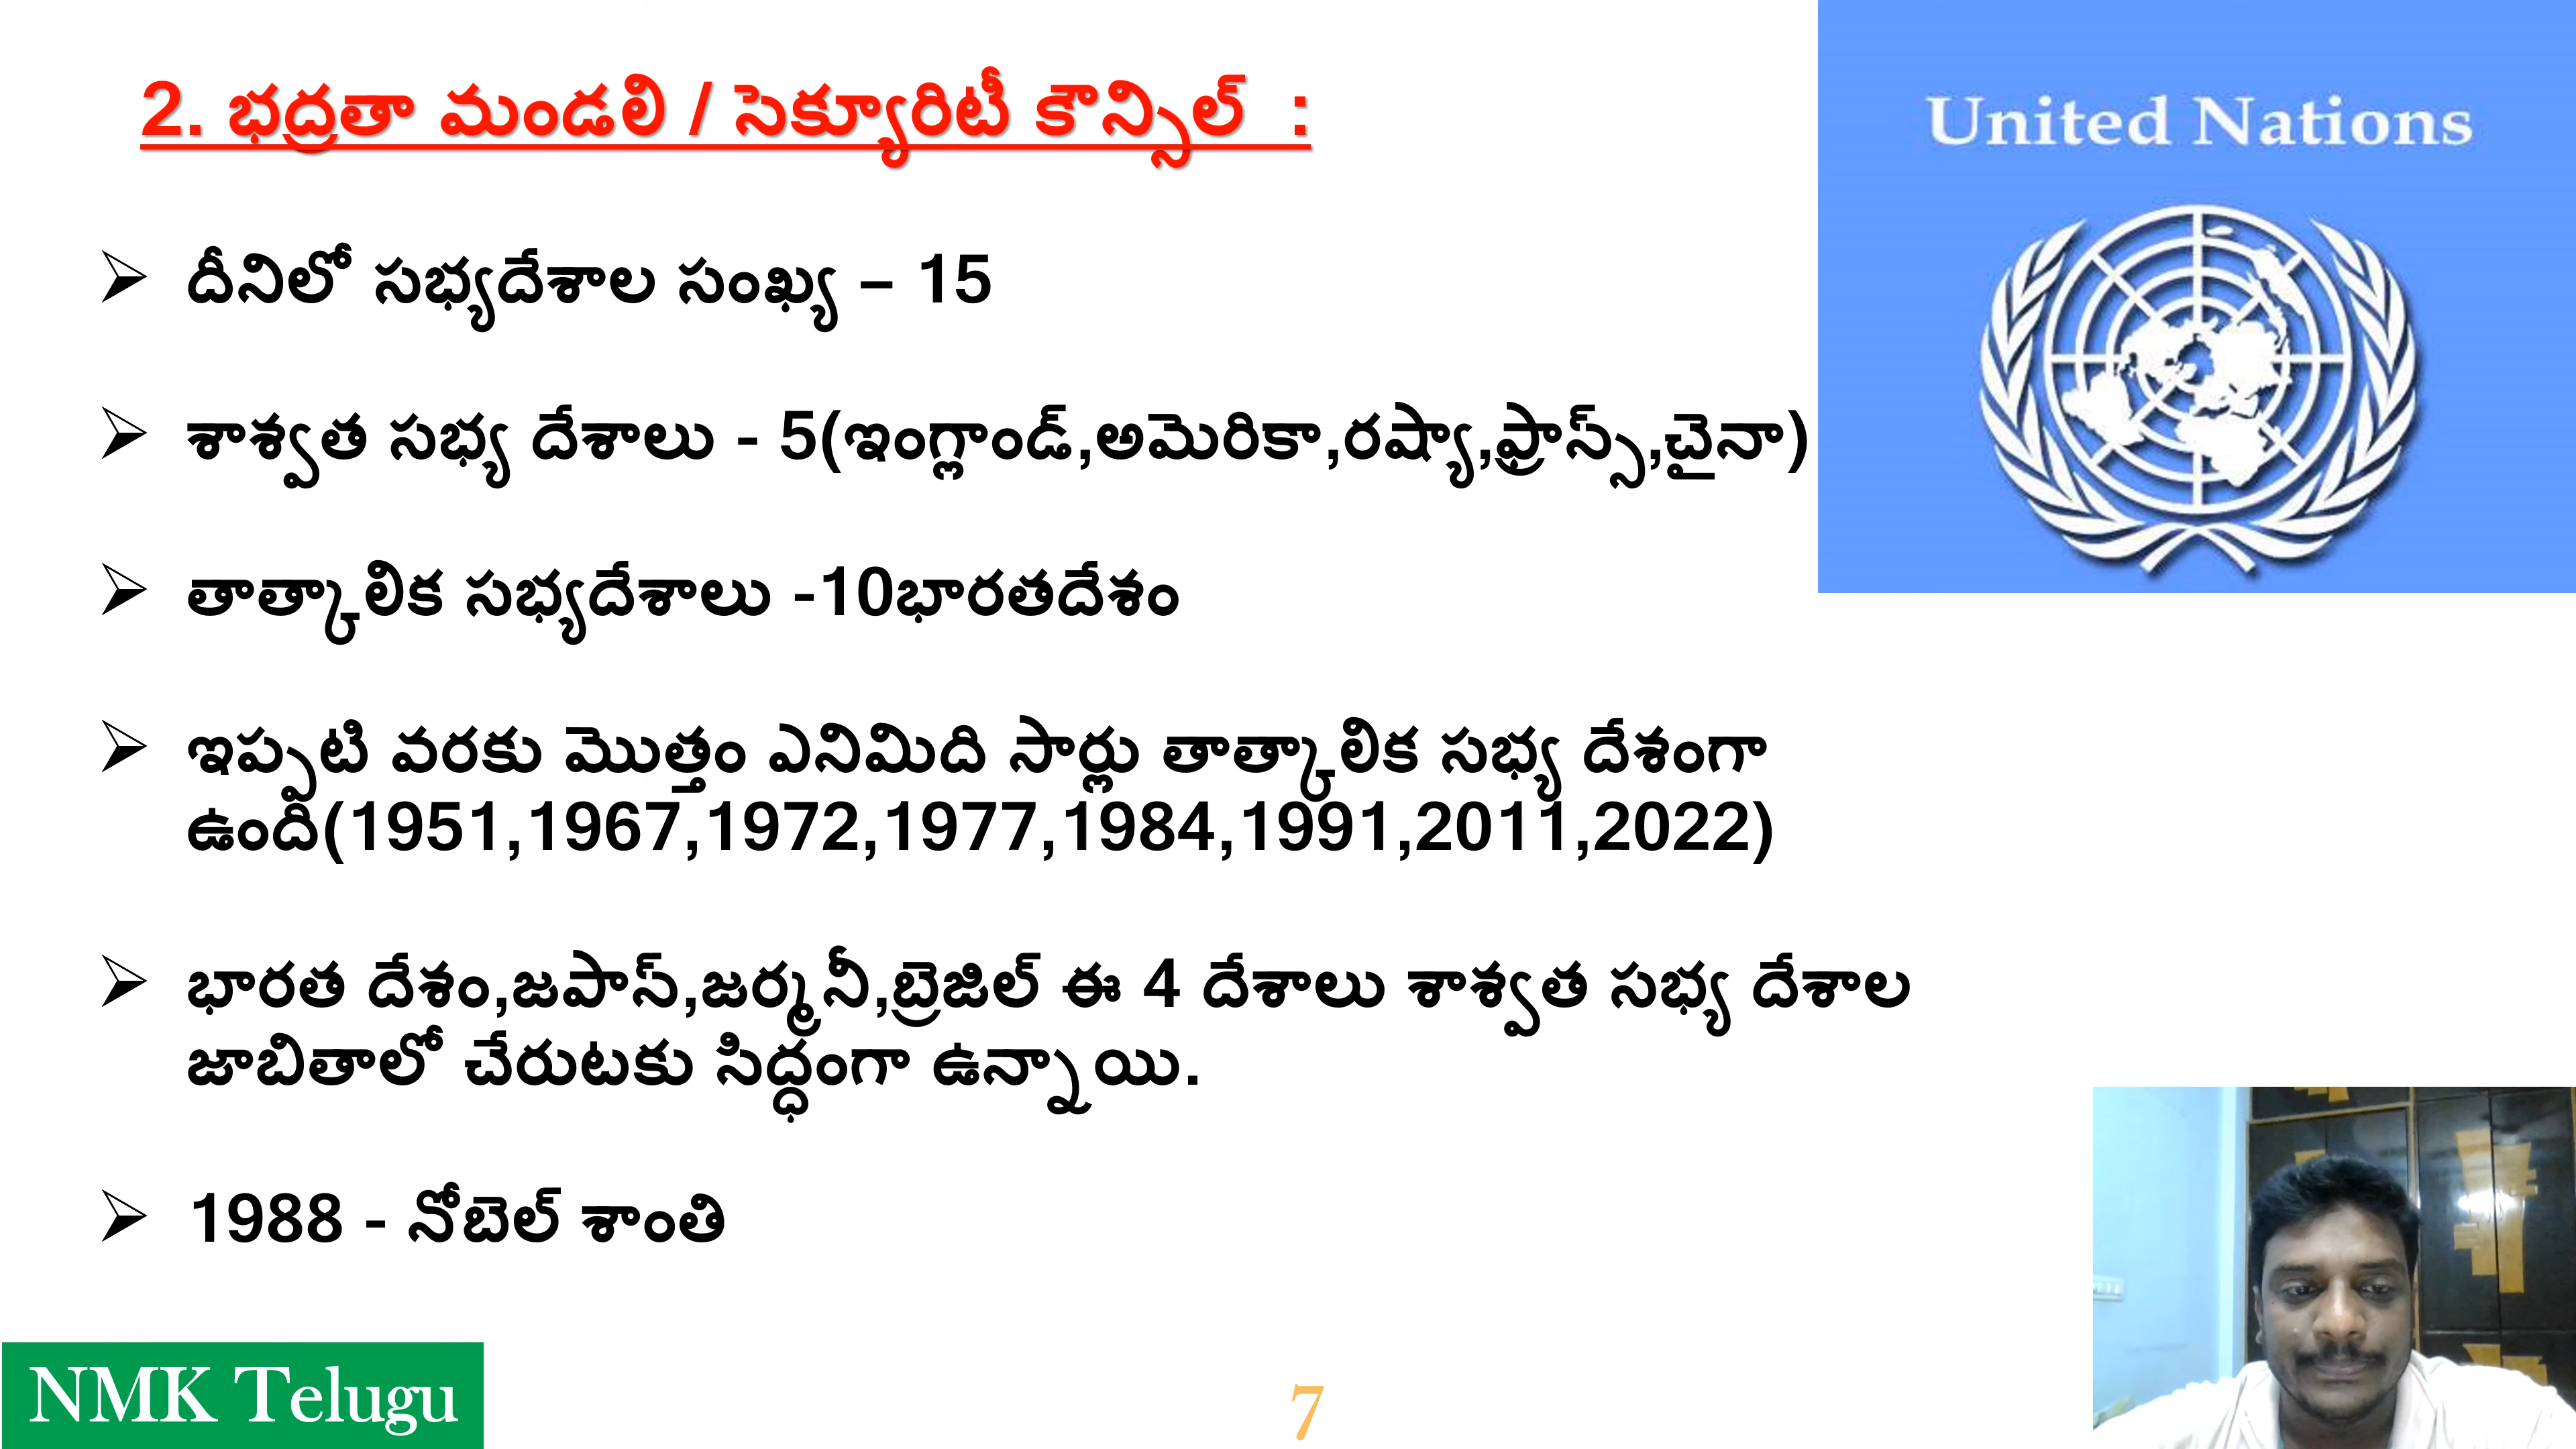 2. భద్రతా మండలి / సెక్యూరిటీ కౌన్సిల్ :
United Nations
➢ దీనిలో సభ్యదేశాల సంఖ్య – 15
➢ శాశ్వత సభ్య దేశాలు - 5(ఇంగ్లాండ్,అమెరికా,రష్యా,ఫ్రాన్స్,చైనా)
➢ తాత్కాలిక సభ్యదేశాలు -10భారతదేశం
➢ ఇప్పటి వరకు మొత్తం ఎనిమిది సార్లు తాత్కాలిక సభ్య దేశంగా
ఉంది(1951,1967,1972,1977,1984,1991,2011,2022)
➢ భారత దేశం,జపాన్,జర్మనీ,బ్రెజిల్ ఈ 4 దేశాలు శాశ్వత సభ్య దేశాల
జాబితాలో చేరుటకు సిద్ధంగా ఉన్నాయి.
➢ 1988 - నోబెల్ శాంతి
NMK Telugu
7